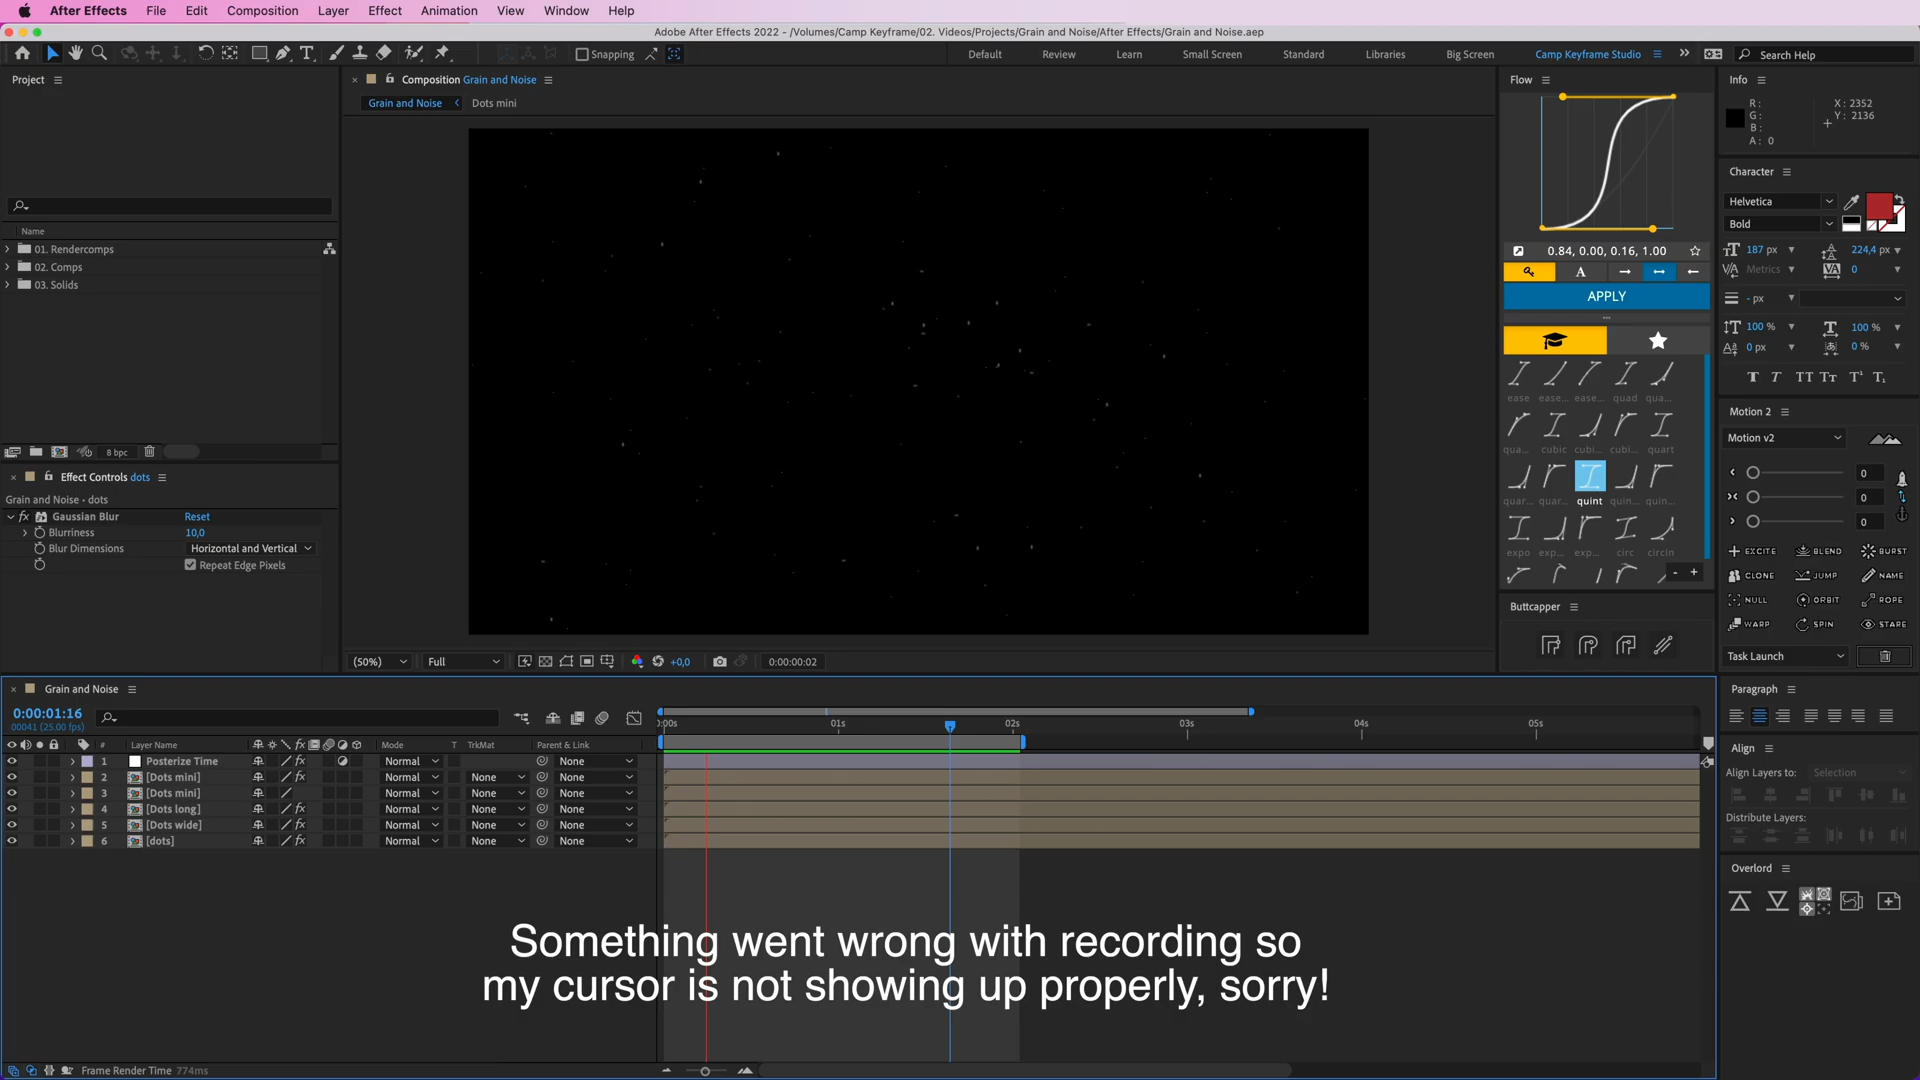 After Effects File Edit Composition Layer Effect Animation View Window Help
Adobe After Effects 2022 - /Volumes/Camp Keyframe/02. Videos/Projects/Grain and Noise/After Effects/Grain and Noise.aep
Snapping Default Review Learn Small Screen Standard Libraries Big Screen Camp Keyframe Studio Search Help
Project
Composition Grain and Noise
Grain and Noise Dots mini
Name
01. Rendercomps
02. Comps
03. Solids
8 bpc
Effect Controls dots
Grain and Noise • dots
fx Gaussian Blur Reset
Blurriness 10,0
Blur Dimensions Horizontal and Vertical
Repeat Edge Pixels
(50%) Full +0,0 0:00:00:02
Flow
0.84, 0.00, 0.16, 1.00
A
APPLY
ease ease... ease... quad qua...
qua... cubic cubi... cubi... quart
quar... quar... quint quin... quin...
expo exp... exp... circ circIn
- +
Buttcapper
Info
R: X: 2352
G: Y: 2136
B:
A: 0
Character
Helvetica
Bold
187 px 224,4 px
Metrics 0
- px
100 % 100 %
0 px 0 %
T T TT Tt T¹ T₁
Motion 2
Motion v2
0
0
0
EXCITE BLEND BURST
CLONE JUMP NAME
NULL ORBIT ROPE
WARP SPIN STARE
Task Launch
Paragraph
Align
Align Layers to: Selection
Distribute Layers:
Overlord
Grain and Noise
0:00:01:16
00041 (25.00 fps)
:00s 01s 02s 03s 04s 05s
# Layer Name fx Mode T TrkMat Parent & Link
1 Posterize Time fx Normal None
2 [Dots mini] fx Normal None None
3 [Dots mini] Normal None None
4 [Dots long] fx Normal None None
5 [Dots wide] fx Normal None None
6 [dots] fx Normal None None
Something went wrong with recording so
my cursor is not showing up properly, sorry!
Frame Render Time 774ms